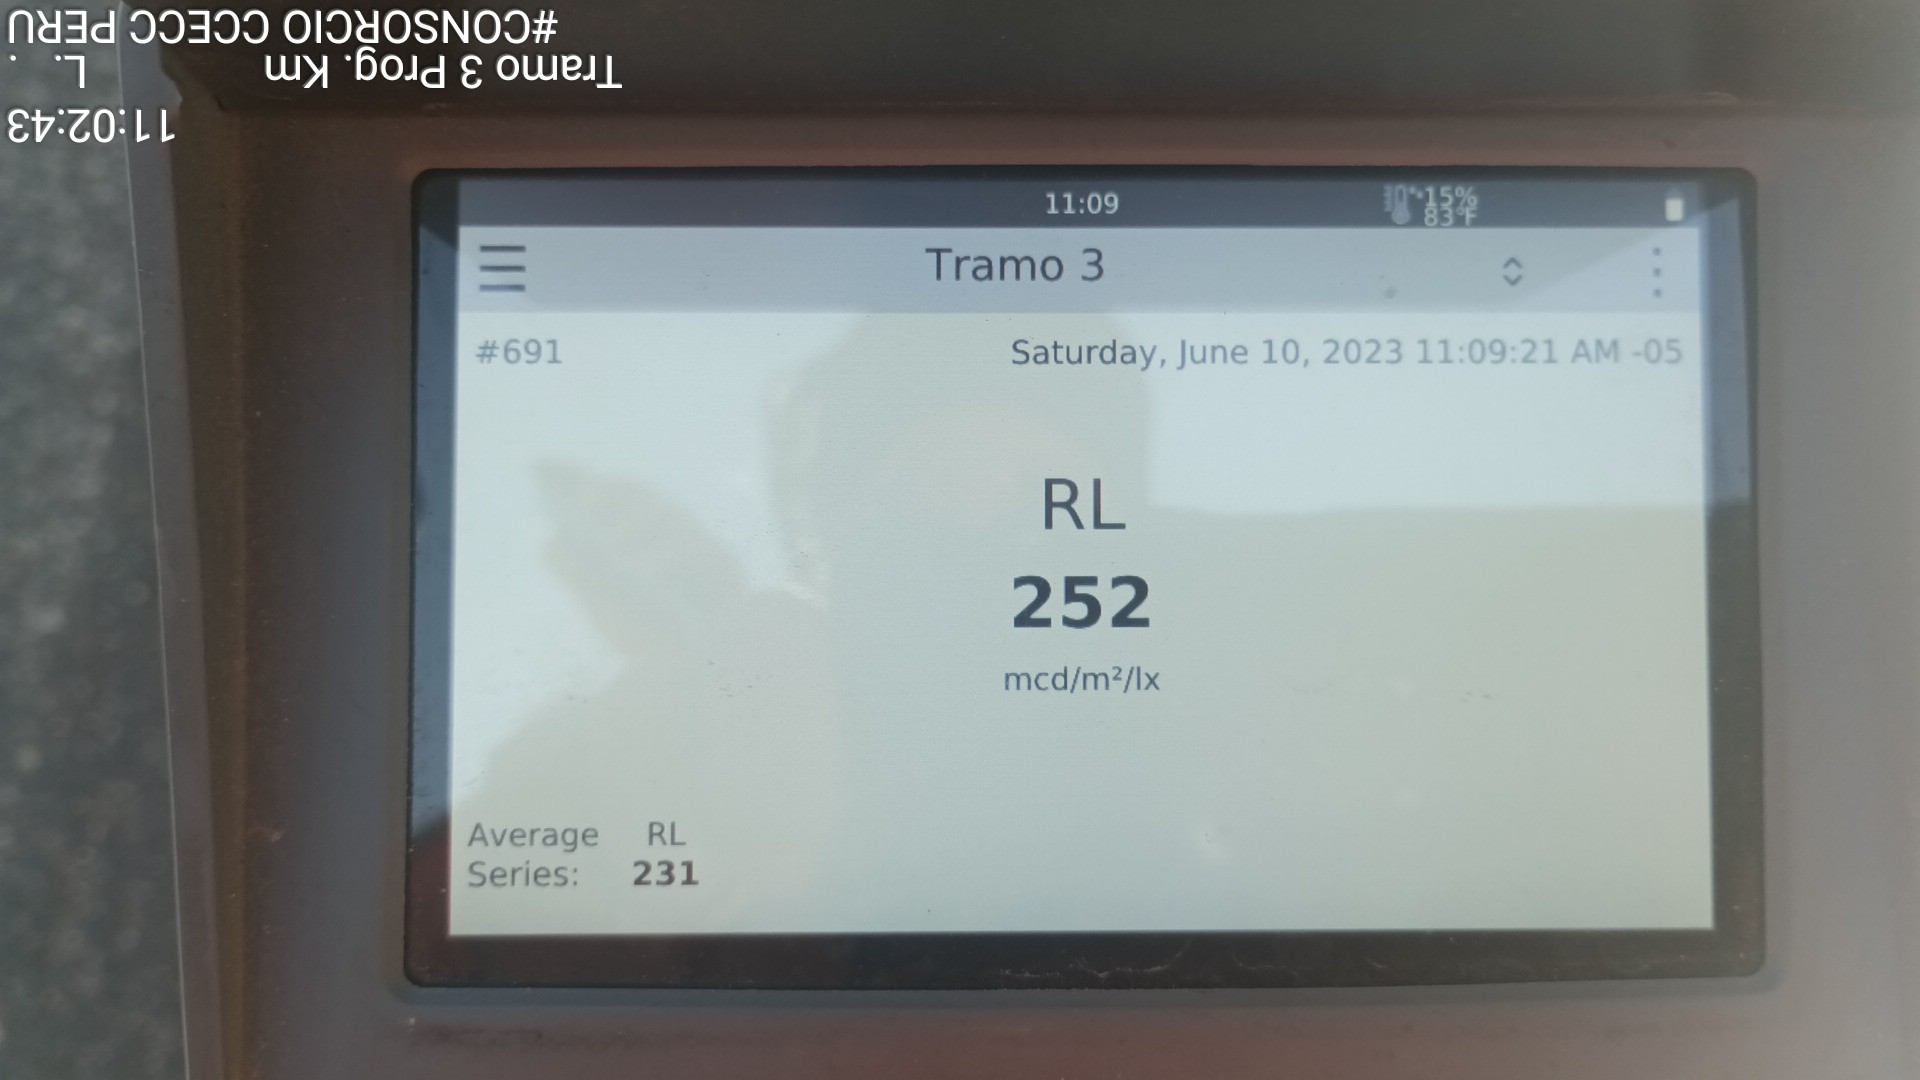 11:09
15%
83°F
Tramo 3
#691 Saturday, June 10, 2023 11:09:21 AM -05
RL
252
mcd/m²/lx
Average RL
Series: 231
11:02:43
Tramo 3 Prog. Km L. .
#CONSORCIO CCECC PERU